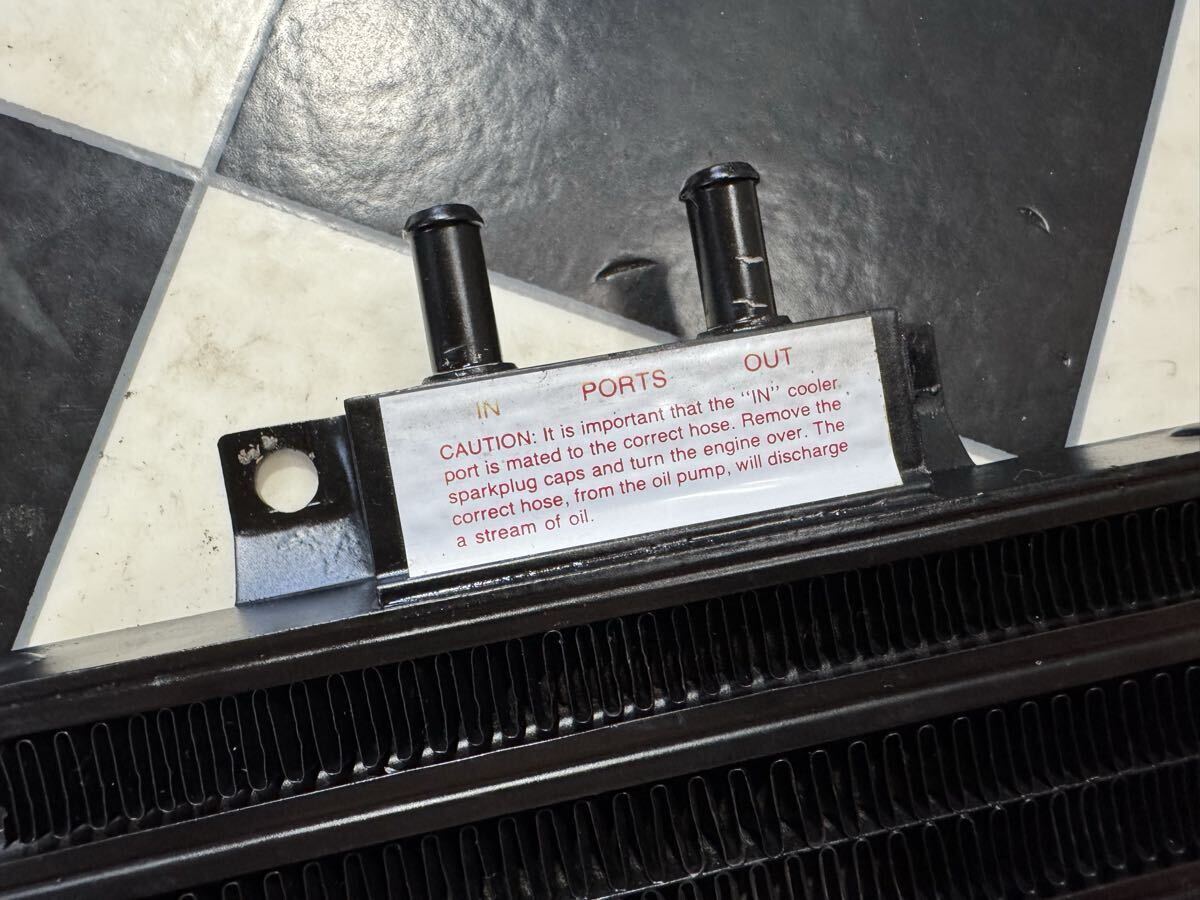 IN PORTS OUT
CAUTION: It is important that the "IN" cooler
port is mated to the correct hose. Remove the
sparkplug caps and turn the engine over. The
correct hose, from the oil pump, will discharge
a stream of oil.